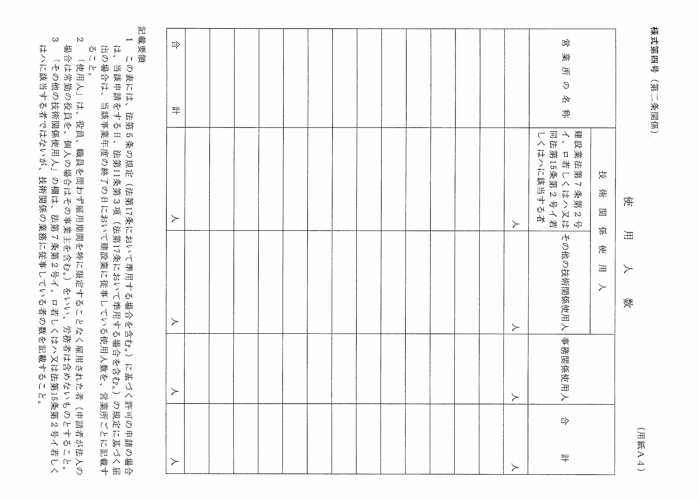 様式第四号（第二条関係）
（用紙Ａ４）
使用人数
営業所の名称
技術関係使用人
建設業法第７条第２号
イ、ロ若しくはハ又は
同法第15条第２号イ若
しくはハに該当する者
その他の技術関係使用人
事務関係使用人
合計
人 人 人 人
合計 人 人 人 人
記載要領
１ この表には、法第５条の規定（法第17条において準用する場合を含む。）に基づく許可の申請の場合
は、当該申請をする日、法第11条第３項（法第17条において準用する場合を含む。）の規定に基づく届
出の場合は、当該事業年度の終了の日において建設業に従事している使用人数を、営業所ごとに記載す
ること。
２ 「使用人」は、役員、職員を問わず雇用期間を特に限定することなく雇用された者（申請者が法人の
場合は常勤の役員を、個人の場合はその事業主を含む。）をいい、労務者は含めないものとすること。
３ 「その他の技術関係使用人」の欄は、法第７条第２号イ、ロ若しくはハ又は法第15条第２号イ若しく
はハに該当する者ではないが、技術関係の業務に従事している者の数を記載すること。